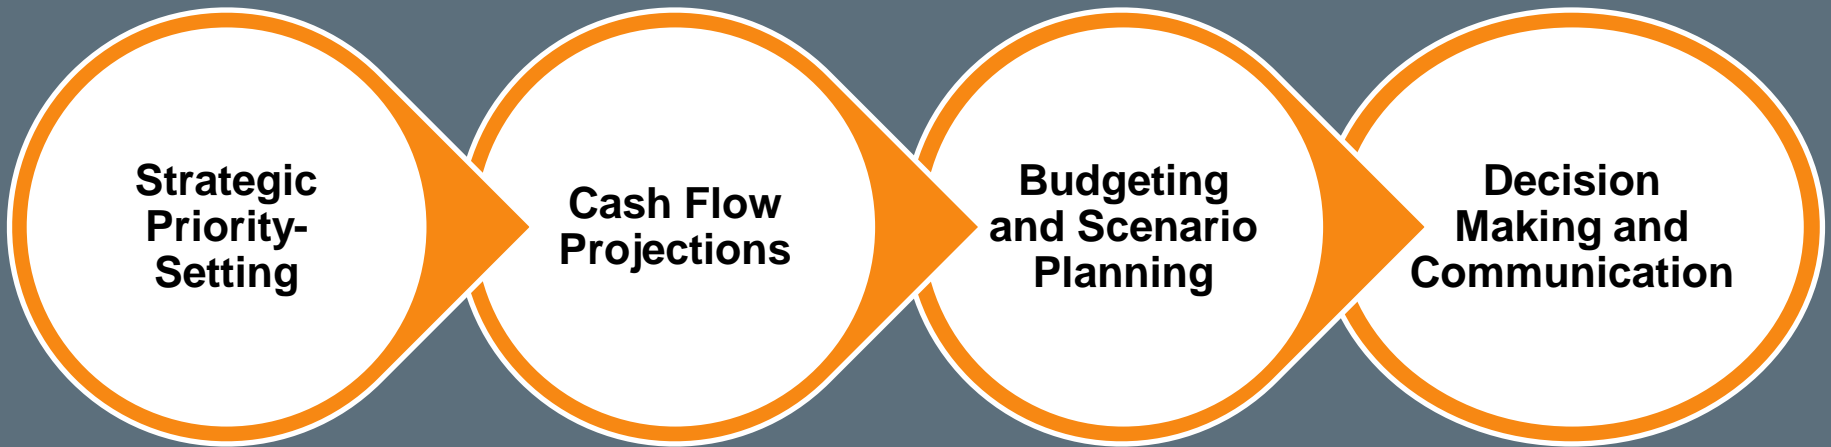 Strategic
Priority-
Setting
Cash Flow
Projections
Budgeting
and Scenario
Planning
Decision
Making and
Communication